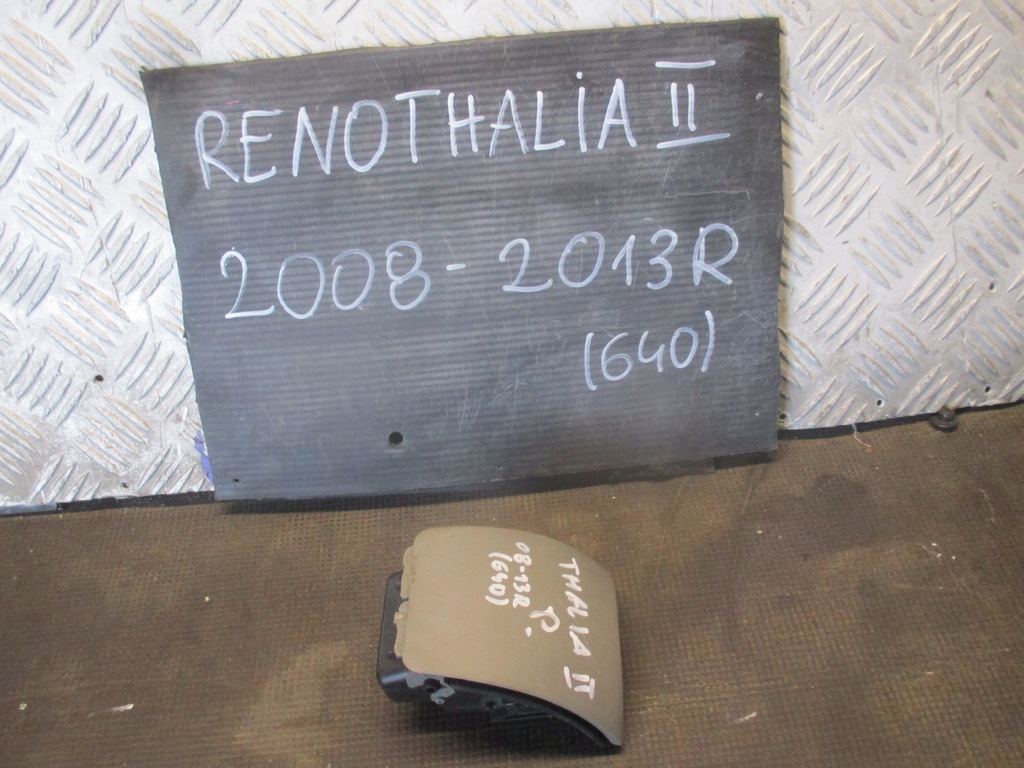 RENOTHALIA II
2008-2013R
(640)
THALIA II
P.
08-13R
(640)